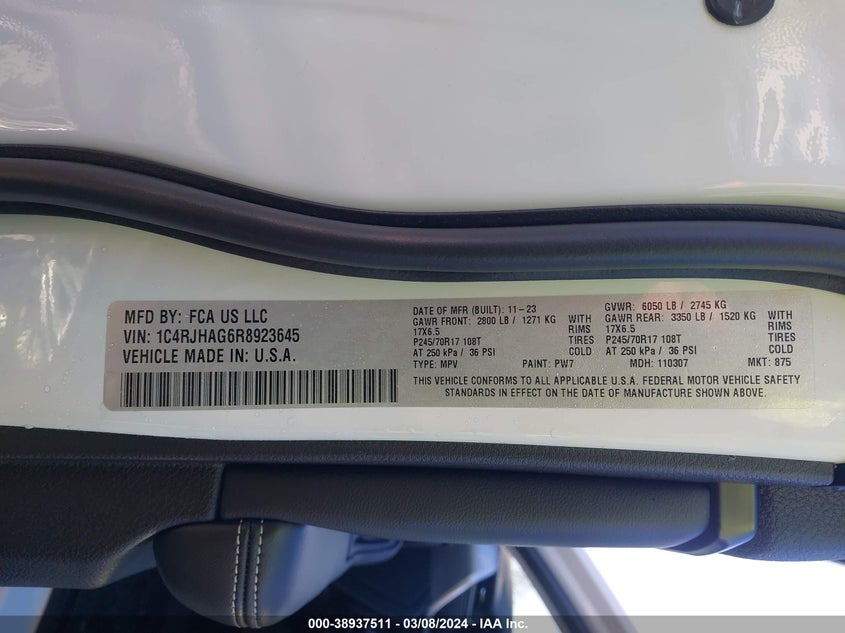 MFD BY: FCA US LLC
VIN: 1C4RJHAG6R8923645
VEHICLE MADE IN: U.S.A.
DATE OF MFR (BUILT): 11-23
GAWR FRONT: 2800 LB / 1271 KG WITH
17X6.5 RIMS
P245/70R17 108T TIRES
AT 250 kPa / 36 PSI COLD
TYPE: MPV PAINT: PW7
GVWR: 6050 LB / 2745 KG
GAWR REAR: 3350 LB / 1520 KG WITH
17X6.5 RIMS
P245/70R17 108T TIRES
AT 250 kPa / 36 PSI COLD
MDH: 110307 MKT: 875
THIS VEHICLE CONFORMS TO ALL APPLICABLE U.S.A. FEDERAL MOTOR VEHICLE SAFETY
STANDARDS IN EFFECT ON THE DATE OF MANUFACTURE SHOWN ABOVE.
000-38937511 - 03/08/2024 - IAA Inc.